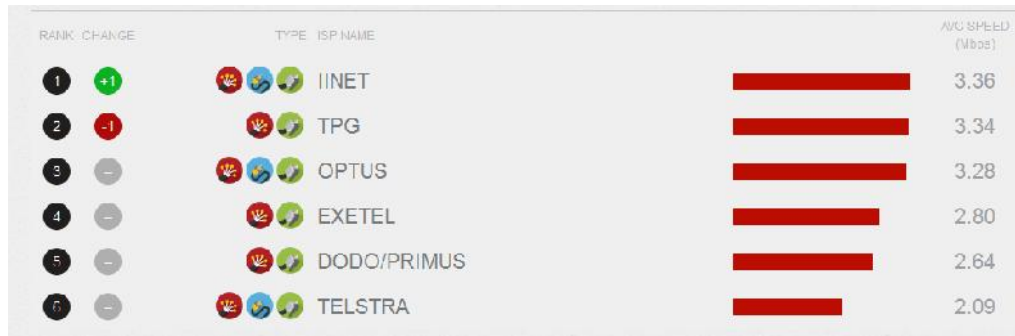 RANK CHANGE TYPE ISP NAME AVG SPEED (Mbps)
1 +1 IINET 3.36
2 -1 TPG 3.34
3 – OPTUS 3.28
4 – EXETEL 2.80
5 – DODO/PRIMUS 2.64
6 – TELSTRA 2.09